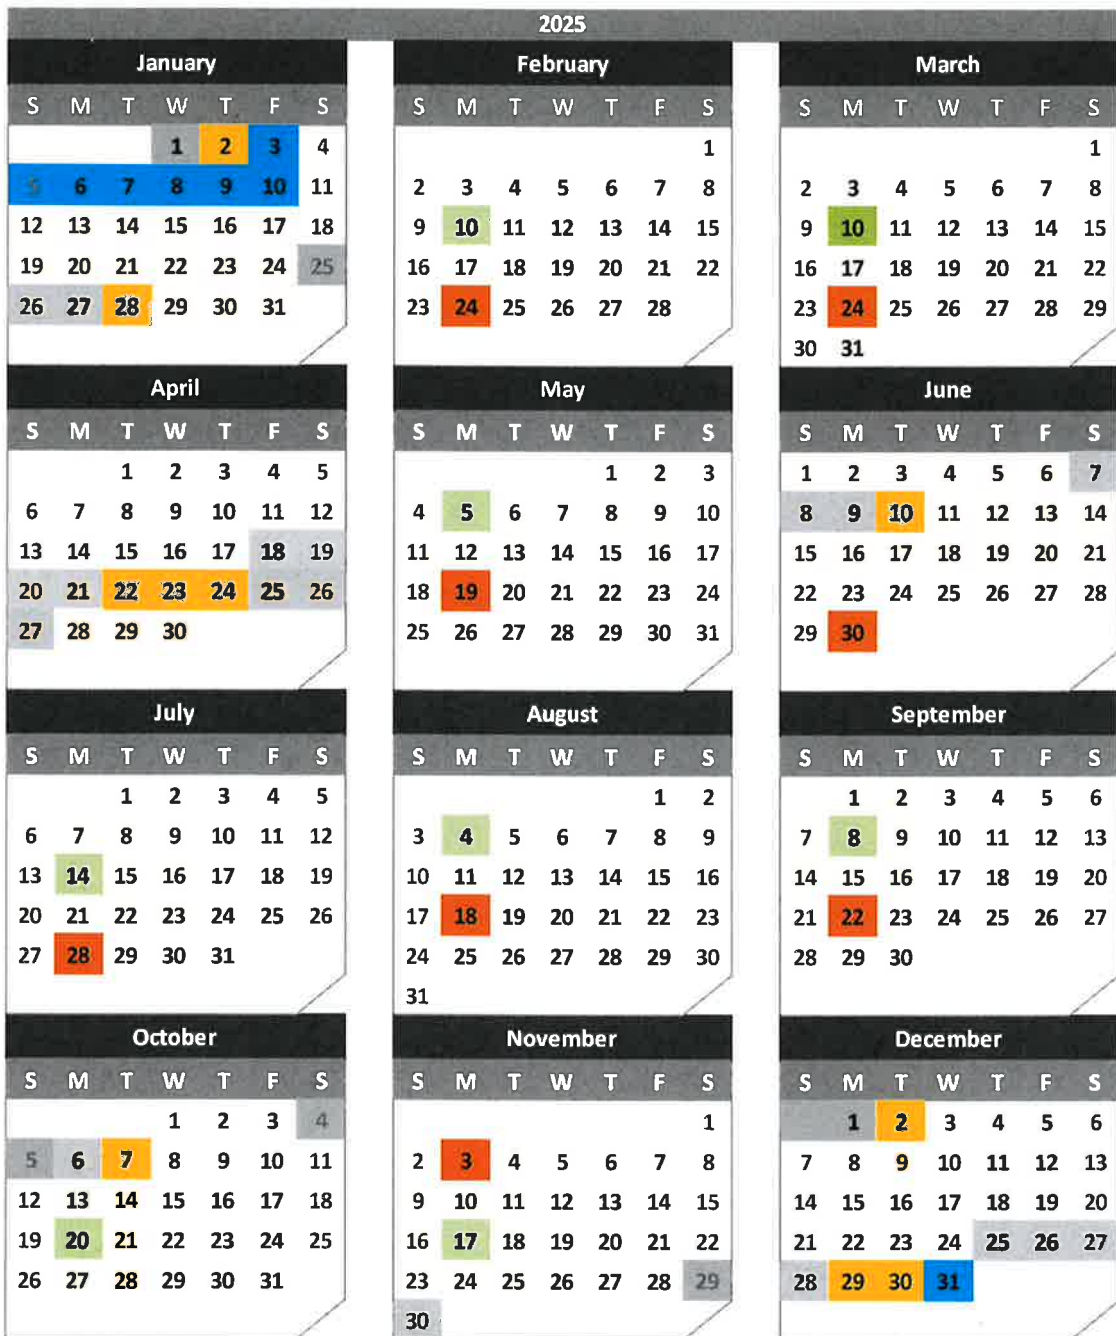 2025
January February March
S M T W T F S S M T W T F S S M T W T F S
1 2 3 4 1 1
5 6 7 8 9 10 11 2 3 4 5 6 7 8 2 3 4 5 6 7 8
12 13 14 15 16 17 18 9 10 11 12 13 14 15 9 10 11 12 13 14 15
19 20 21 22 23 24 25 16 17 18 19 20 21 22 16 17 18 19 20 21 22
26 27 28 29 30 31 23 24 25 26 27 28 23 24 25 26 27 28 29
30 31
April May June
S M T W T F S S M T W T F S S M T W T F S
1 2 3 4 5 1 2 3 1 2 3 4 5 6 7
6 7 8 9 10 11 12 4 5 6 7 8 9 10 8 9 10 11 12 13 14
13 14 15 16 17 18 19 11 12 13 14 15 16 17 15 16 17 18 19 20 21
20 21 22 23 24 25 26 18 19 20 21 22 23 24 22 23 24 25 26 27 28
27 28 29 30 25 26 27 28 29 30 31 29 30
July August September
S M T W T F S S M T W T F S S M T W T F S
1 2 3 4 5 1 2 1 2 3 4 5 6
6 7 8 9 10 11 12 3 4 5 6 7 8 9 7 8 9 10 11 12 13
13 14 15 16 17 18 19 10 11 12 13 14 15 16 14 15 16 17 18 19 20
20 21 22 23 24 25 26 17 18 19 20 21 22 23 21 22 23 24 25 26 27
27 28 29 30 31 24 25 26 27 28 29 30 28 29 30
31
October November December
S M T W T F S S M T W T F S S M T W T F S
1 2 3 4 1 1 2 3 4 5 6
5 6 7 8 9 10 11 2 3 4 5 6 7 8 7 8 9 10 11 12 13
12 13 14 15 16 17 18 9 10 11 12 13 14 15 14 15 16 17 18 19 20
19 20 21 22 23 24 25 16 17 18 19 20 21 22 21 22 23 24 25 26 27
26 27 28 29 30 31 23 24 25 26 27 28 29 28 29 30 31
30